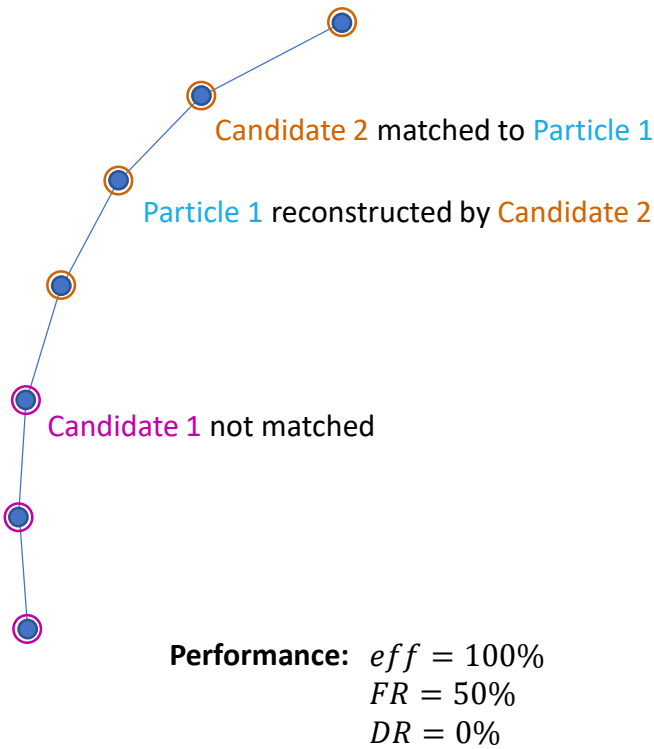 Candidate 2 matched to Particle 1
Particle 1 reconstructed by Candidate 2
Candidate 1 not matched
Performance: eff = 100%
FR = 50%
DR = 0%